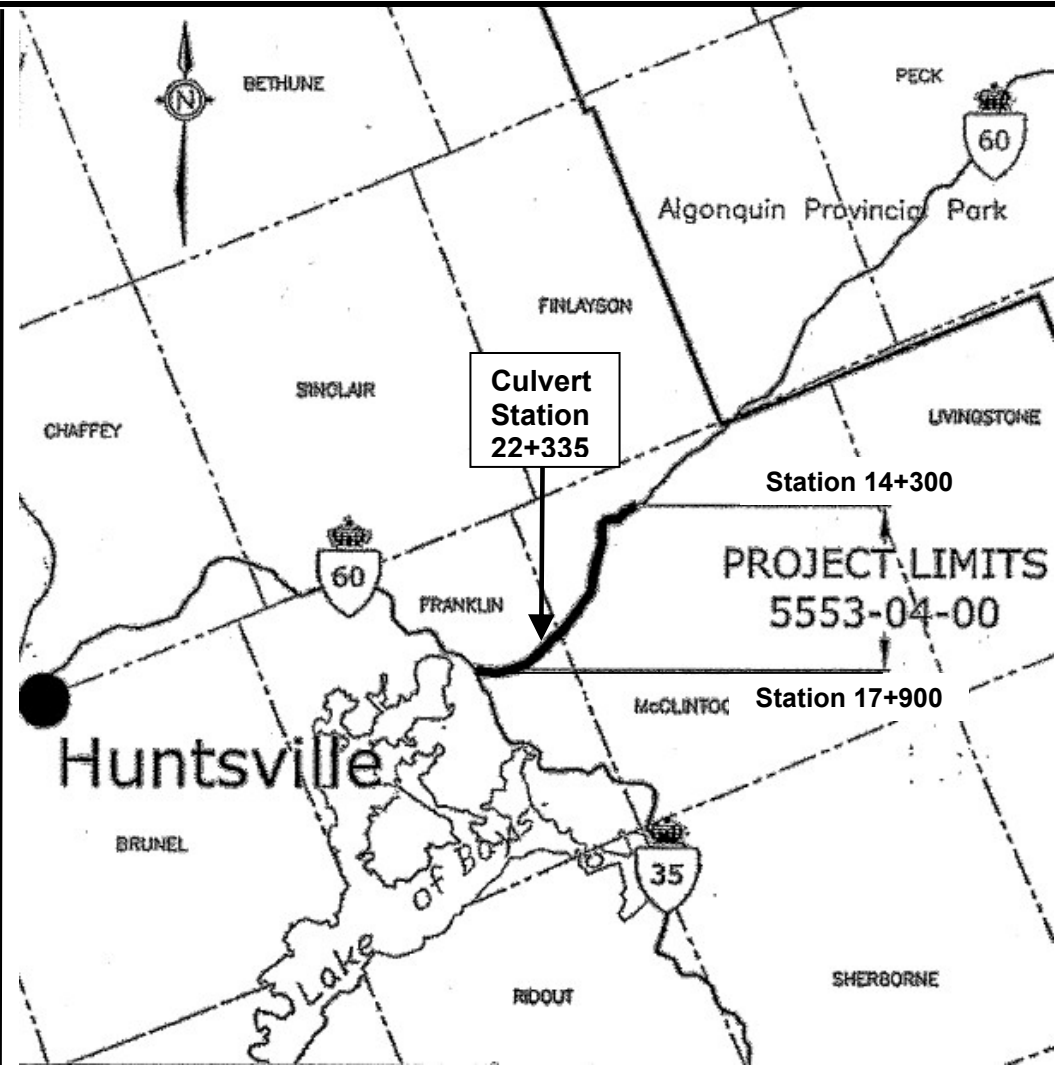 BETHUNE
N
PECK
60
Algonquin Provincial Park
FINLAYSON
SINCLAIR
Culvert
Station
22+335
CHAFFEY
LIVINGSTONE
Station 14+300
60
PROJECT LIMITS
5553-04-00
FRANKLIN
McCLINTOC
Station 17+900
Huntsville
BRUNEL
Lake of Bays
35
RIDOUT
SHERBORNE